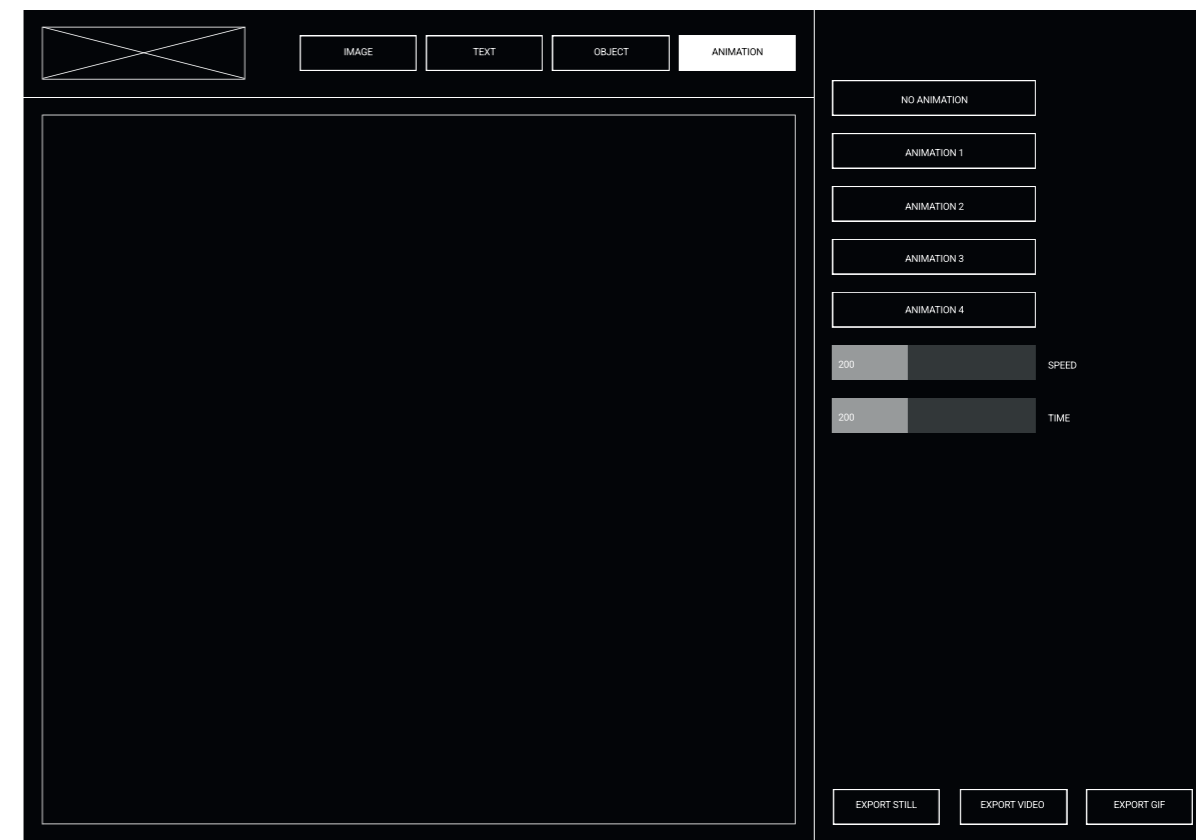 IMAGE
TEXT
OBJECT
ANIMATION
NO ANIMATION
ANIMATION 1
ANIMATION 2
ANIMATION 3
ANIMATION 4
200 SPEED
200 TIME
EXPORT STILL
EXPORT VIDEO
EXPORT GIF